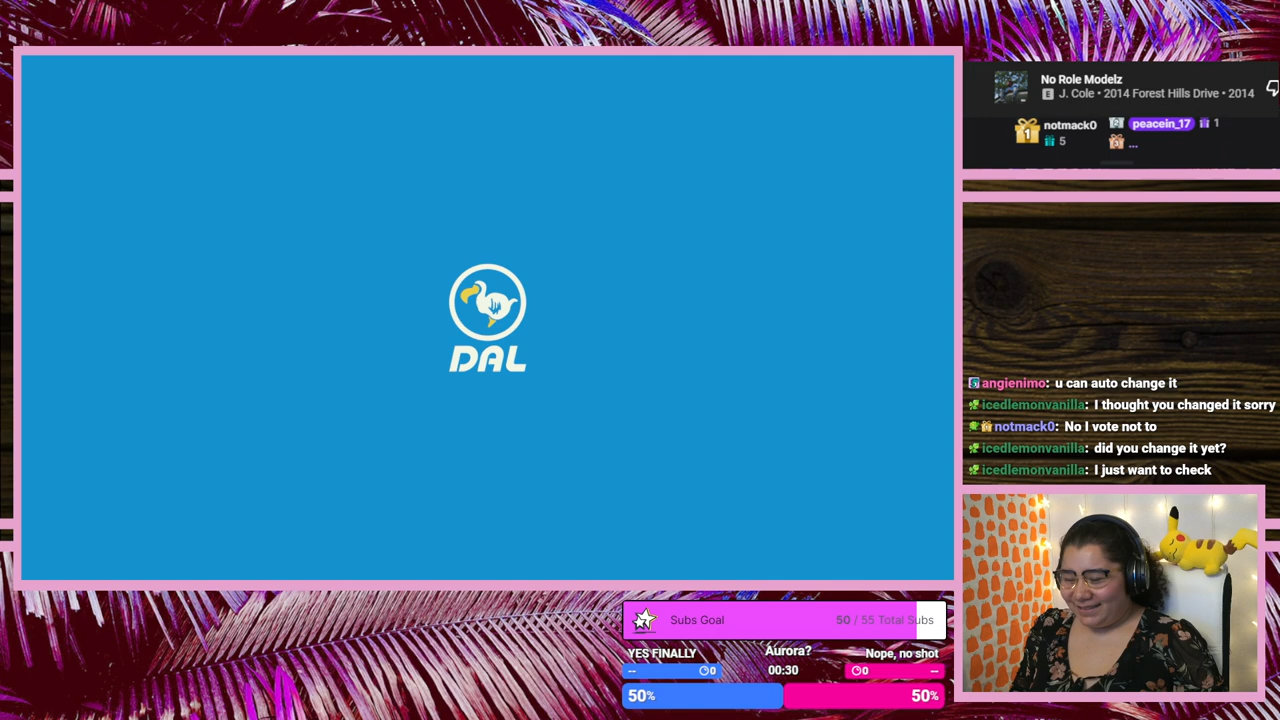 No Role Modelz
E J. Cole • 2014 Forest Hills Drive • 2014
1 notmack0 5
2 peacein_17 1
3 ...
DAL
angienimo: u can auto change it
icedlemonvanilla: I thought you changed it sorry
notmack0: No I vote not to
icedlemonvanilla: did you change it yet?
icedlemonvanilla: I just want to check
Subs Goal 50 / 55 Total Subs
YES FINALLY Aurora? Nope, no shot
-- 0 00:30 0 --
50% 50%